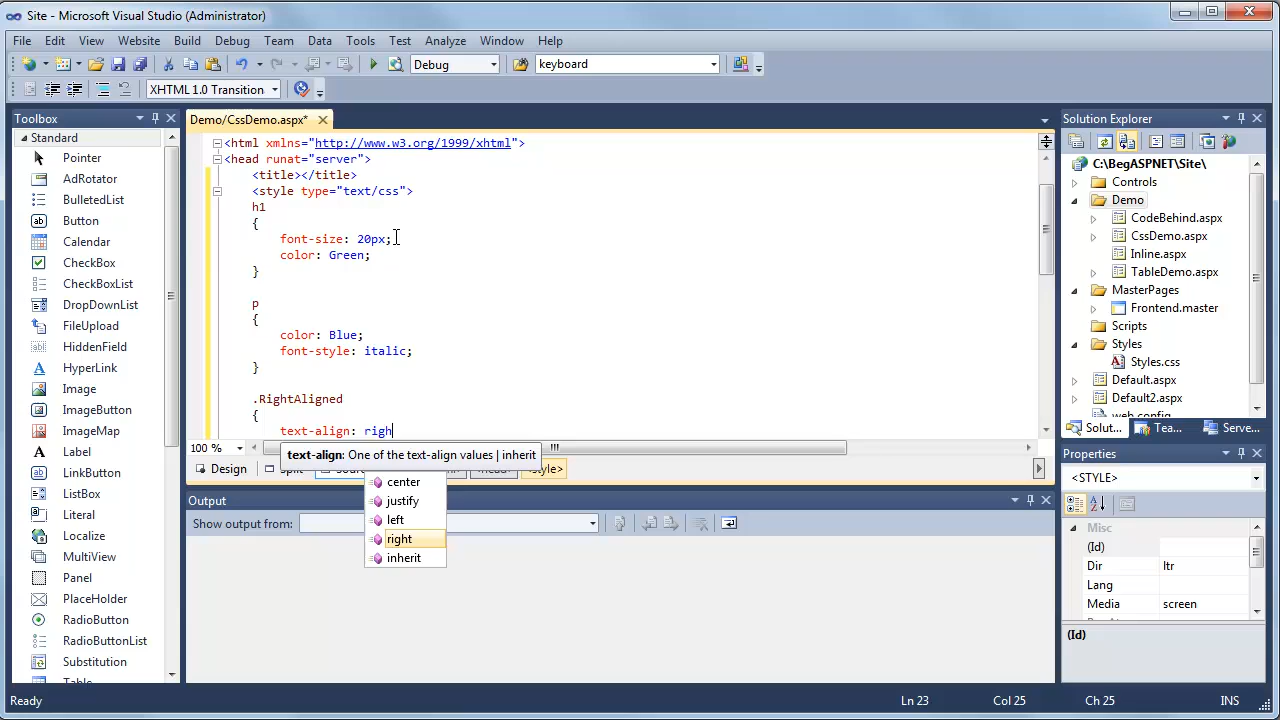 Site - Microsoft Visual Studio (Administrator)
File Edit View Website Build Debug Team Data Tools Test Analyze Window Help
Debug keyboard
XHTML 1.0 Transition
Toolbox
Standard
Pointer
AdRotator
BulletedList
Button
Calendar
CheckBox
CheckBoxList
DropDownList
FileUpload
HiddenField
HyperLink
Image
ImageButton
ImageMap
Label
LinkButton
ListBox
Literal
Localize
MultiView
Panel
PlaceHolder
RadioButton
RadioButtonList
Substitution
Table
Demo/CssDemo.aspx*
<html xmlns="http://www.w3.org/1999/xhtml">
<head runat="server">
<title></title>
<style type="text/css">
h1
{
font-size: 20px;
color: Green;
}
p
{
color: Blue;
font-style: italic;
}
.RightAligned
{
text-align: righ
100 %
text-align: One of the text-align values | inherit
Design Split <style>
center
justify
left
right
inherit
Output
Show output from:
Solution Explorer
C:\BegASPNET\Site\
Controls
Demo
CodeBehind.aspx
CssDemo.aspx
Inline.aspx
TableDemo.aspx
MasterPages
Frontend.master
Scripts
Styles
Styles.css
Default.aspx
Default2.aspx
web.config
Solut... Tea... Serve...
Properties
<STYLE>
Misc
(Id)
Dir ltr
Lang
Media screen
(Id)
Ready Ln 23 Col 25 Ch 25 INS